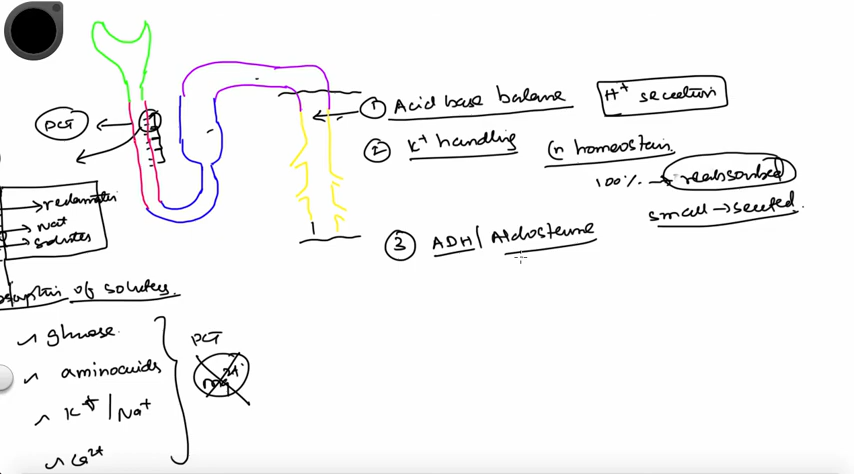 ① Acid base balance
H⁺ secretion
PCT
② K⁺ handling (n homeostasis
100% → reabsorbed
small → secreted
→ Na+
→ solutes
③ ADH / Aldosterone
of solutes
glucose
aminoacids
K⁺ / Na⁺
Ca²⁺
PCT
mg²⁺